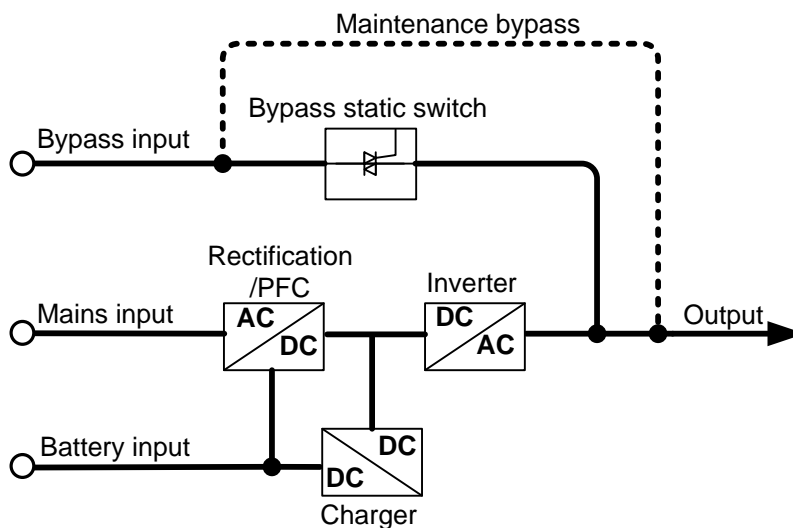 Maintenance bypass
Bypass static switch
Bypass input
Rectification
/PFC
Inverter
Mains input
AC
DC
DC
AC
Output
Battery input
DC
DC
Charger